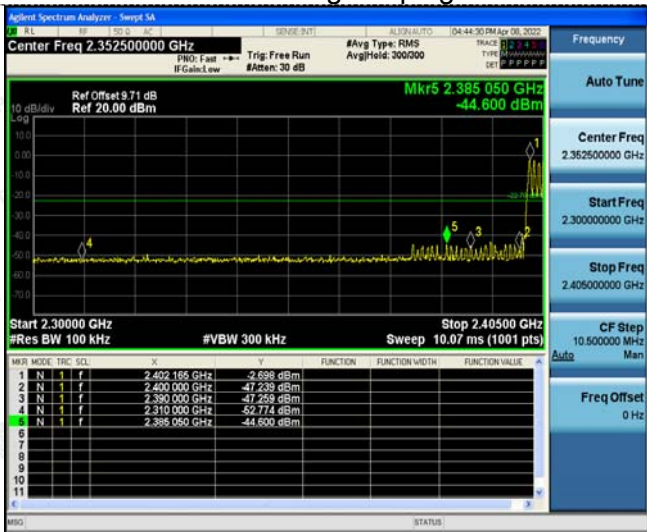 Agilent Spectrum Analyzer - Swept SA
RL RF 50 Ω AC SENSE:INT ALIGN AUTO 04:44:30 PM Apr 08, 2022
Center Freq 2.352500000 GHz
PNO: Fast
IFGain:Low
Trig: Free Run
#Atten: 30 dB
#Avg Type: RMS
Avg|Hold: 300/300
TRACE 1 2 3 4 5 6
TYPE
DET P P P P P P
Frequency
Auto Tune
Center Freq
2.352500000 GHz
Start Freq
2.300000000 GHz
Stop Freq
2.405000000 GHz
CF Step
10.500000 MHz
Auto Man
Freq Offset
0 Hz
Mkr5 2.385 050 GHz
-44.600 dBm
Ref Offset 9.71 dB
10 dB/div Ref 20.00 dBm
Log
10.0
0.00
-10.0
-20.0
-30.0
-40.0
-50.0
-60.0
-70.0
1
2
3
4
5
Start 2.30000 GHz Stop 2.40500 GHz
#Res BW 100 kHz #VBW 300 kHz Sweep 10.07 ms (1001 pts)
MKR MODE TRC SCL X Y FUNCTION FUNCTION WIDTH FUNCTION VALUE
1 N 1 f 2.402 165 GHz -2.698 dBm
2 N 1 f 2.400 000 GHz -47.239 dBm
3 N 1 f 2.390 000 GHz -47.259 dBm
4 N 1 f 2.310 000 GHz -52.774 dBm
5 N 1 f 2.385 050 GHz -44.600 dBm
6
7
8
9
10
11
MSG STATUS